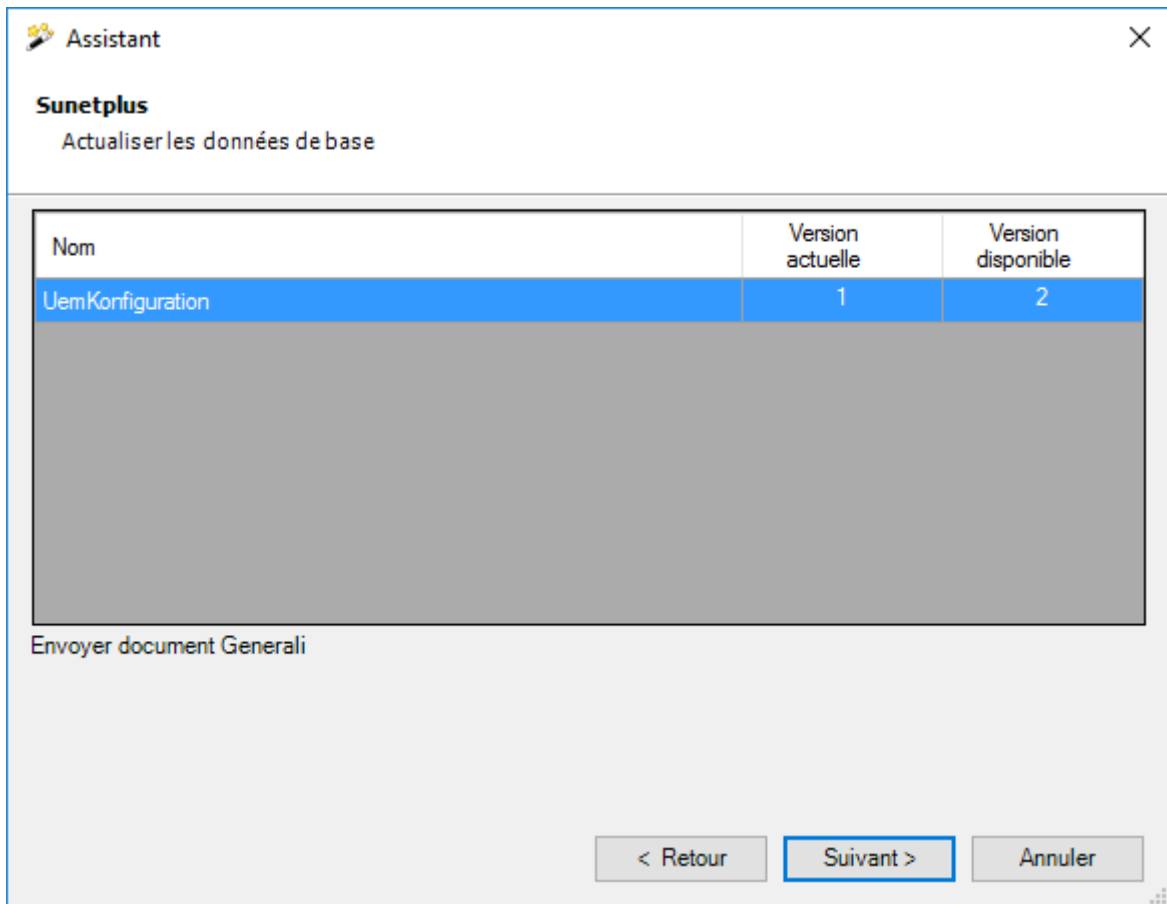 Assistant
Sunetplus
Actualiser les données de base
Nom
Version actuelle
Version disponible
UemKonfiguration
1
2
Envoyer document Generali
< Retour
Suivant >
Annuler